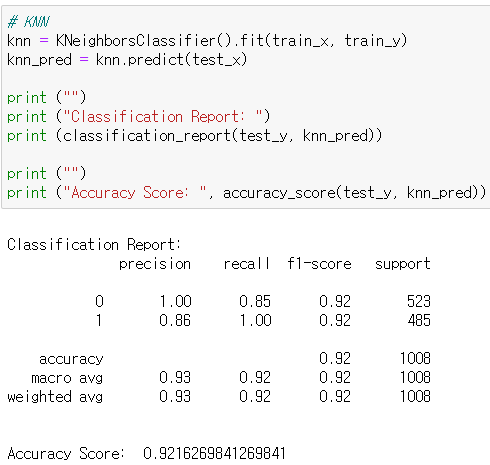 # KNN
knn = KNeighborsClassifier().fit(train_x, train_y)
knn_pred = knn.predict(test_x)
print ("")
print ("Classification Report: ")
print (classification_report(test_y, knn_pred))
print ("")
print ("Accuracy Score: ", accuracy_score(test_y, knn_pred))
Classification Report:
precision recall f1-score support
0 1.00 0.85 0.92 523
1 0.86 1.00 0.92 485
accuracy 0.92 1008
macro avg 0.93 0.92 0.92 1008
weighted avg 0.93 0.92 0.92 1008
Accuracy Score: 0.9216269841269841